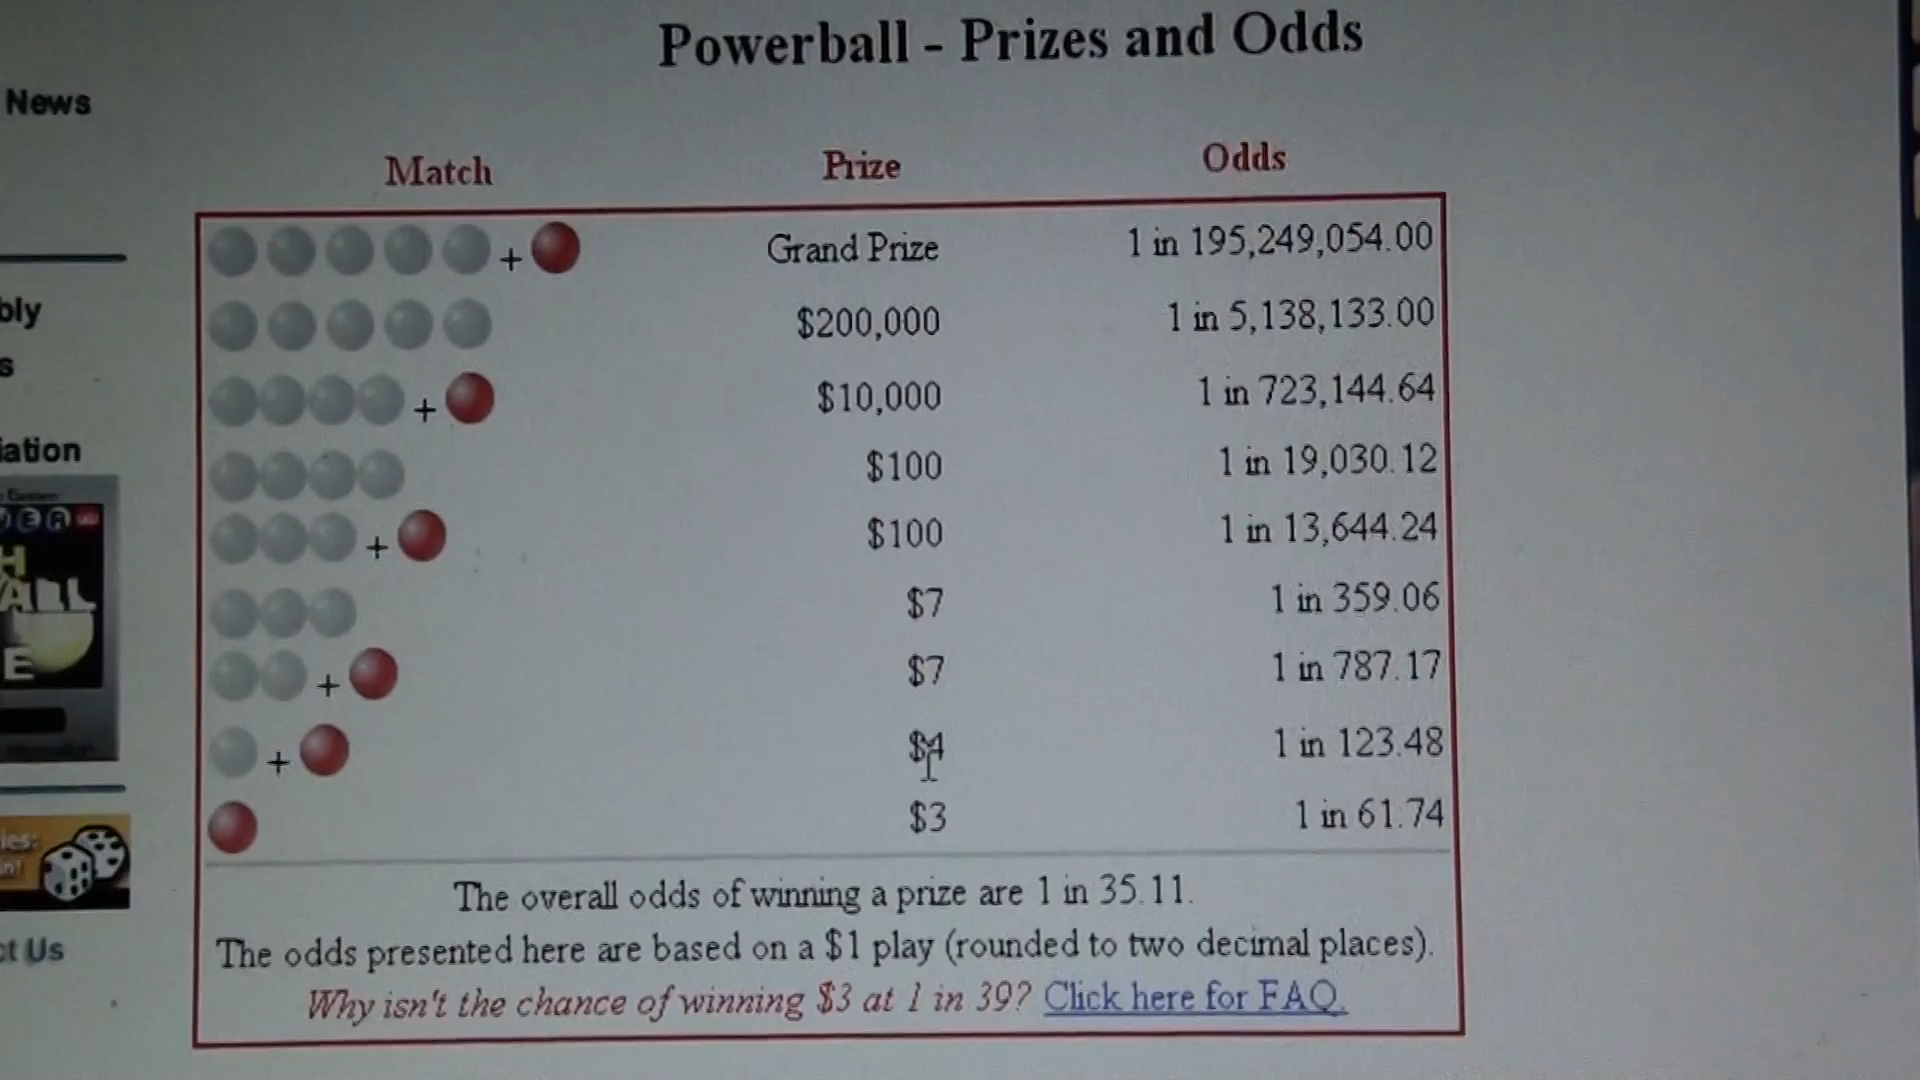 Powerball - Prizes and Odds
News
Match Prize Odds
+ Grand Prize 1 in 195,249,054.00
$200,000 1 in 5,138,133.00
+ $10,000 1 in 723,144.64
$100 1 in 19,030.12
+ $100 1 in 13,644.24
$7 1 in 359.06
+ $7 1 in 787.17
+ $4 1 in 123.48
$3 1 in 61.74
The overall odds of winning a prize are 1 in 35.11.
The odds presented here are based on a $1 play (rounded to two decimal places).
Why isn't the chance of winning $3 at 1 in 39? Click here for FAQ.
bly
s
iation
ies:
ct Us